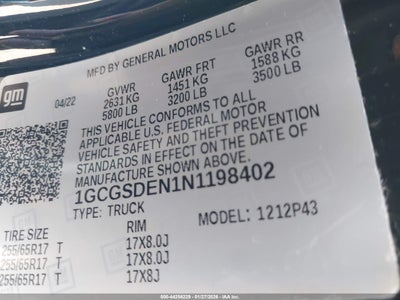 MFD BY GENERAL MOTORS LLC
gm
04/22
GVWR GAWR FRT GAWR RR
2631 KG 1451 KG 1588 KG
5800 LB 3200 LB 3500 LB
THIS VEHICLE CONFORMS TO ALL
APPLICABLE U.S. FEDERAL MOTOR
VEHICLE SAFETY AND THEFT
PREVENTION STANDARDS IN EFFECT ON
THE DATE OF MANUFACTURE SHOWN ABOVE.
1GCGSDEN1N1198402
TYPE: TRUCK MODEL: 1212P43
TIRE SIZE RIM
255/65R17 T 17X8.0J
255/65R17 T 17X8.0J
255/65R17 T 17X8J